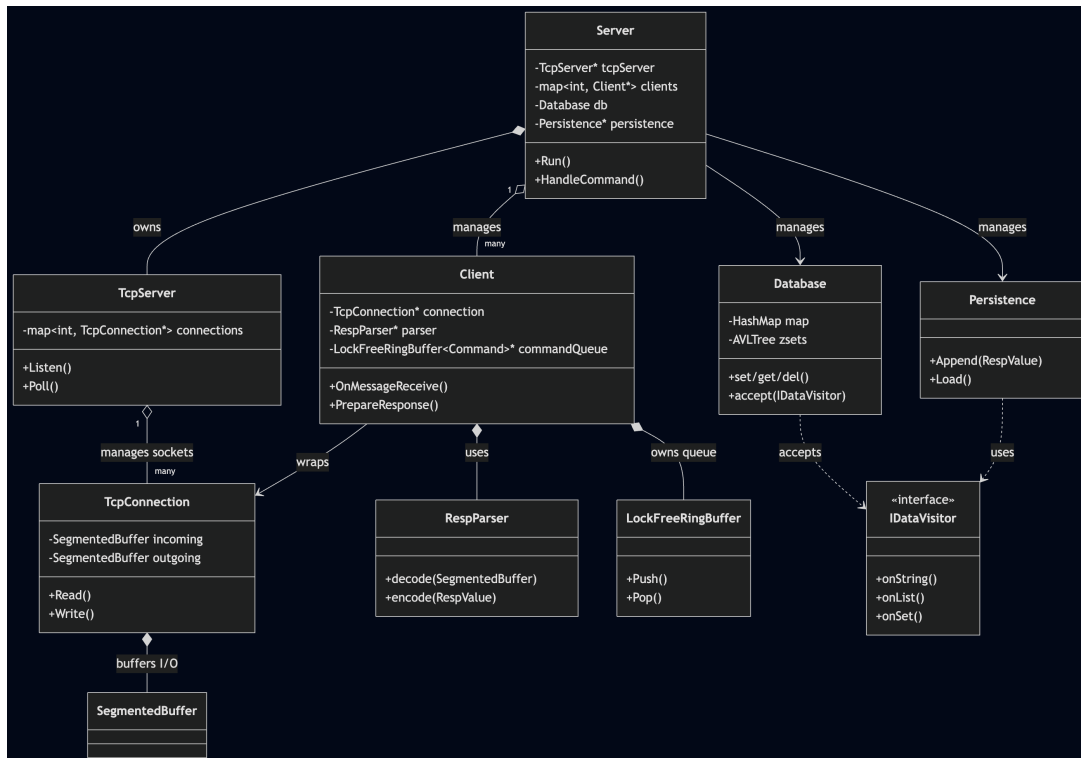 Server
-TcpServer* tcpServer
-map<int, Client*> clients
-Database db
-Persistence* persistence
+Run()
+HandleCommand()
1
owns
manages
many
manages
manages
TcpServer
-map<int, TcpConnection*> connections
+Listen()
+Poll()
Client
-TcpConnection* connection
-RespParser* parser
-LockFreeRingBuffer<Command>* commandQueue
+OnMessageReceive()
+PrepareResponse()
Database
-HashMap map
-AVLTree zsets
+set/get/del()
+accept(IDataVisitor)
Persistence
+Append(RespValue)
+Load()
1
manages sockets
many
wraps
uses
owns queue
accepts
uses
TcpConnection
-SegmentedBuffer incoming
-SegmentedBuffer outgoing
+Read()
+Write()
RespParser
+decode(SegmentedBuffer)
+encode(RespValue)
LockFreeRingBuffer
+Push()
+Pop()
«interface»
IDataVisitor
+onString()
+onList()
+onSet()
buffers I/O
SegmentedBuffer